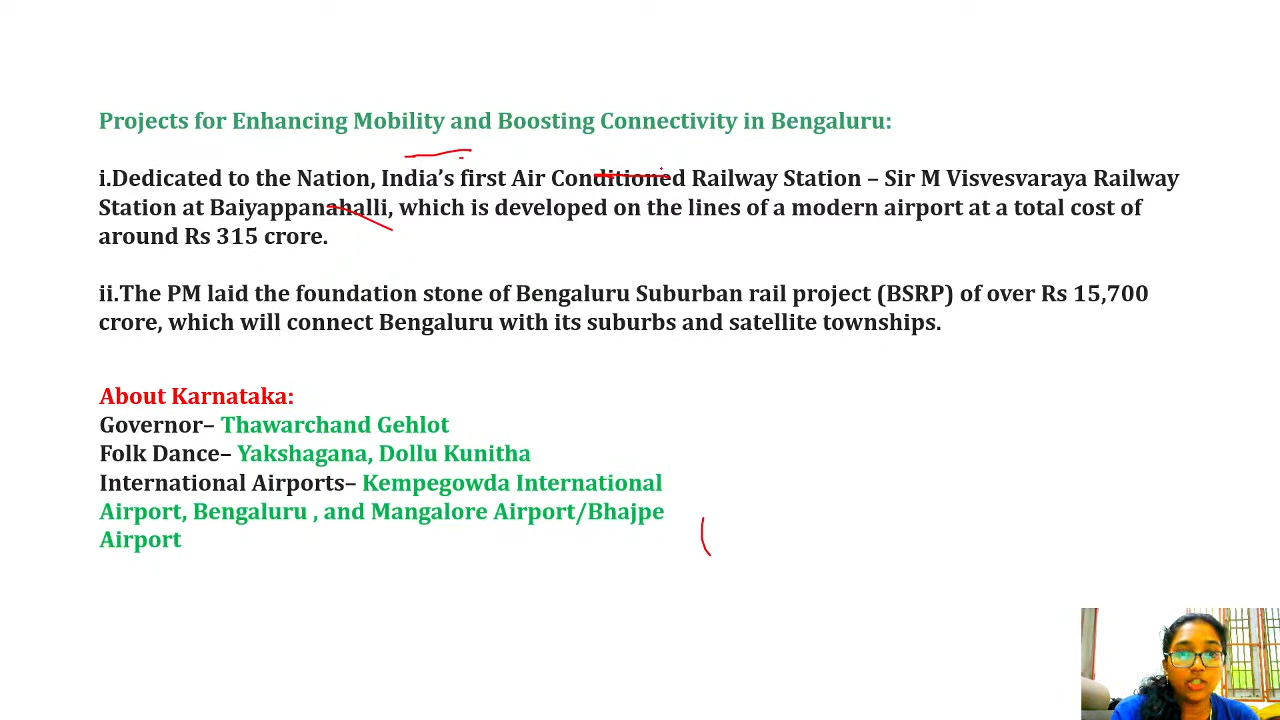 Projects for Enhancing Mobility and Boosting Connectivity in Bengaluru:
i.Dedicated to the Nation, India’s first Air Conditioned Railway Station – Sir M Visvesvaraya Railway
Station at Baiyappanahalli, which is developed on the lines of a modern airport at a total cost of
around Rs 315 crore.
ii.The PM laid the foundation stone of Bengaluru Suburban rail project (BSRP) of over Rs 15,700
crore, which will connect Bengaluru with its suburbs and satellite townships.
About Karnataka:
Governor– Thawarchand Gehlot
Folk Dance– Yakshagana, Dollu Kunitha
International Airports– Kempegowda International
Airport, Bengaluru , and Mangalore Airport/Bhajpe
Airport